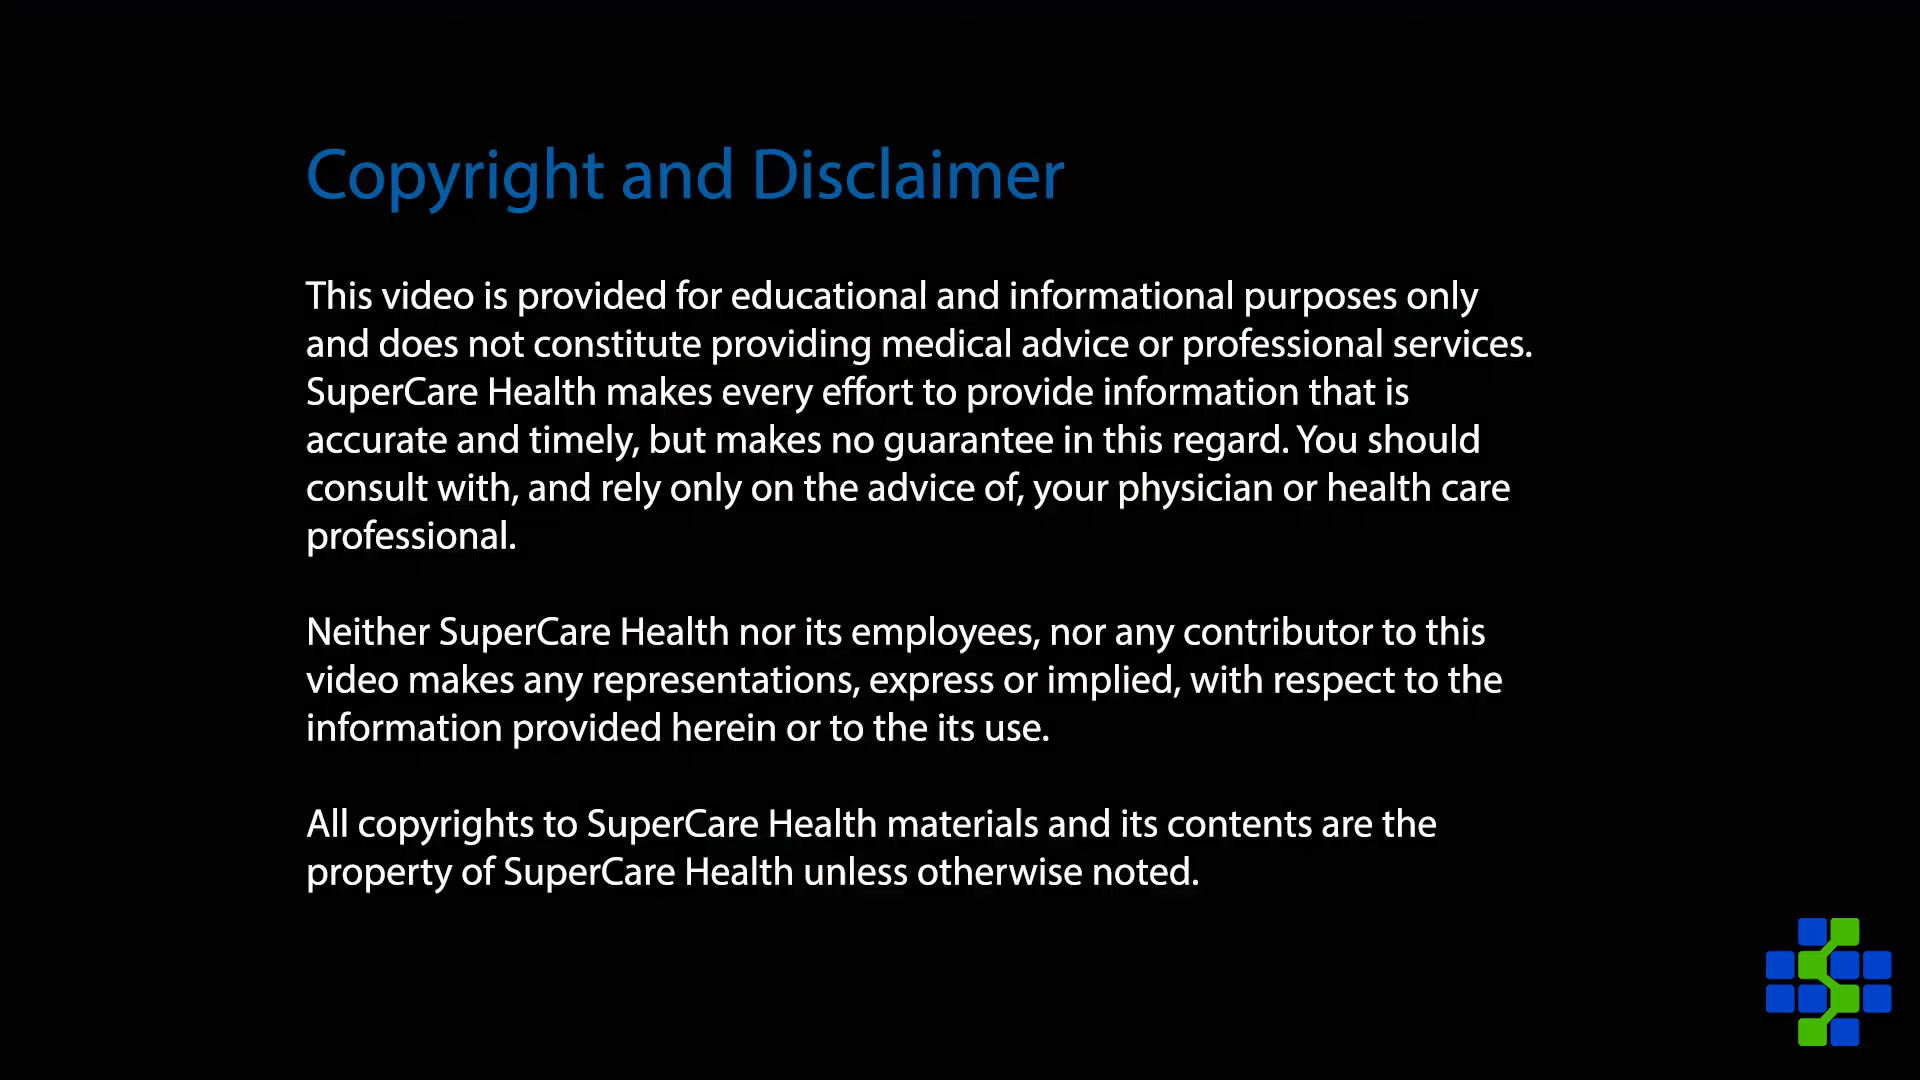 Copyright and Disclaimer
This video is provided for educational and informational purposes only
and does not constitute providing medical advice or professional services.
SuperCare Health makes every effort to provide information that is
accurate and timely, but makes no guarantee in this regard. You should
consult with, and rely only on the advice of, your physician or health care
professional.
Neither SuperCare Health nor its employees, nor any contributor to this
video makes any representations, express or implied, with respect to the
information provided herein or to the its use.
All copyrights to SuperCare Health materials and its contents are the
property of SuperCare Health unless otherwise noted.